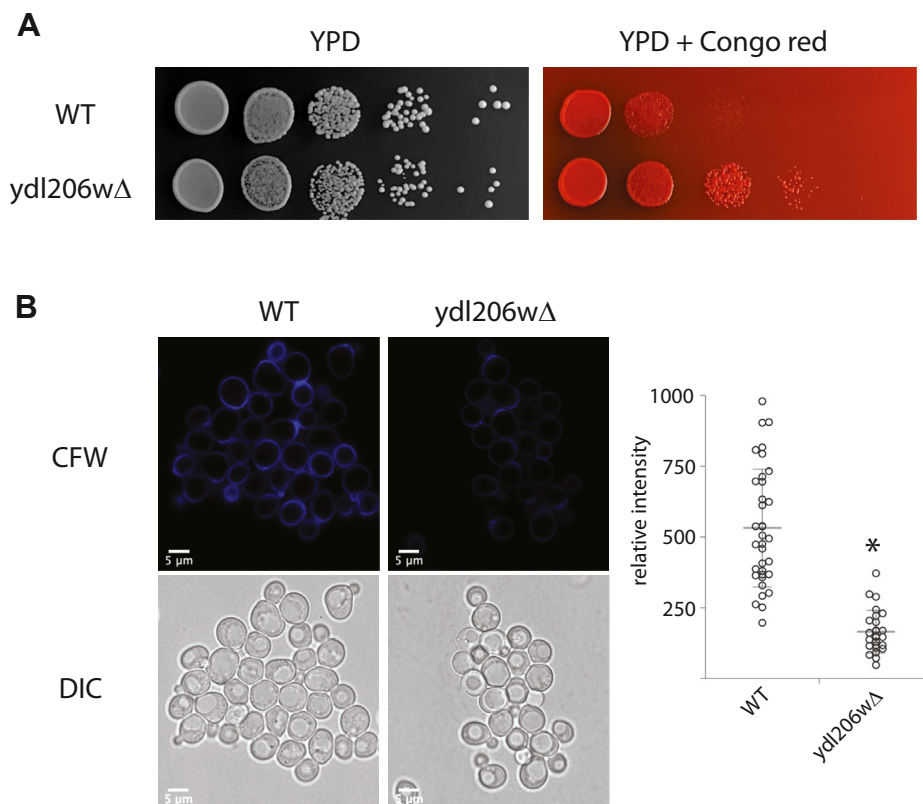 A
YPD
YPD + Congo red
WT
ydl206wΔ
B
WT
ydl206wΔ
CFW
5 µm
5 µm
DIC
5 µm
5 µm
relative intensity
1000
750
500
250
*
WT
ydl206wΔ